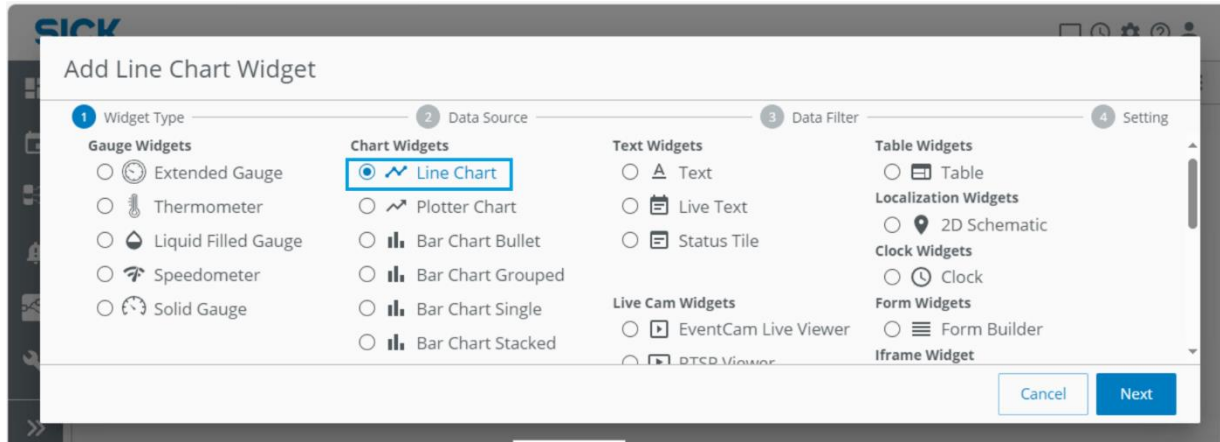 SICK
Add Line Chart Widget
1 Widget Type
2 Data Source
3 Data Filter
4 Setting
Gauge Widgets
Extended Gauge
Thermometer
Liquid Filled Gauge
Speedometer
Solid Gauge
Chart Widgets
Line Chart
Plotter Chart
Bar Chart Bullet
Bar Chart Grouped
Bar Chart Single
Bar Chart Stacked
Text Widgets
A Text
Live Text
Status Tile
Live Cam Widgets
EventCam Live Viewer
RTSP Viewer
Table Widgets
Table
Localization Widgets
2D Schematic
Clock Widgets
Clock
Form Widgets
Form Builder
Iframe Widget
Cancel
Next